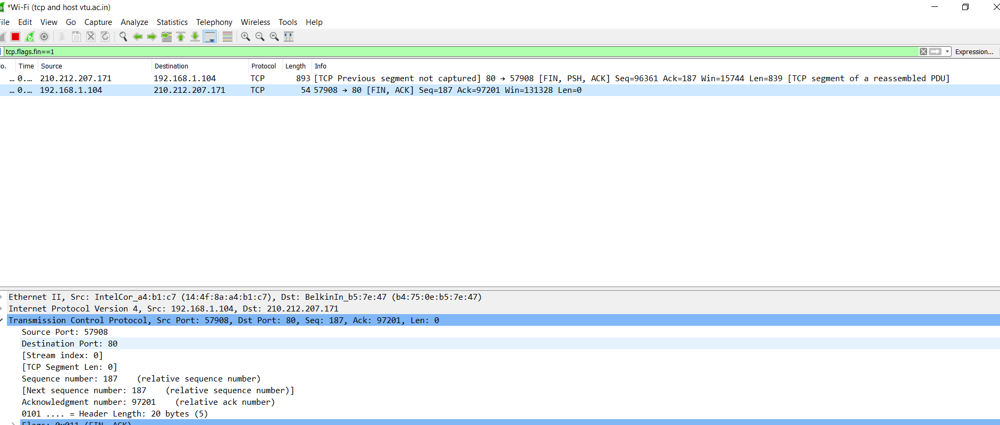 *Wi-Fi (tcp and host vtu.ac.in)
File Edit View Go Capture Analyze Statistics Telephony Wireless Tools Help
tcp.flags.fin==1 Expression...
No. Time Source Destination Protocol Length Info
... 0.... 210.212.207.171 192.168.1.104 TCP 893 [TCP Previous segment not captured] 80 → 57908 [FIN, PSH, ACK] Seq=96361 Ack=187 Win=15744 Len=839 [TCP segment of a reassembled PDU]
... 0.... 192.168.1.104 210.212.207.171 TCP 54 57908 → 80 [FIN, ACK] Seq=187 Ack=97201 Win=131328 Len=0
Ethernet II, Src: IntelCor_a4:b1:c7 (14:4f:8a:a4:b1:c7), Dst: BelkinIn_b5:7e:47 (b4:75:0e:b5:7e:47)
Internet Protocol Version 4, Src: 192.168.1.104, Dst: 210.212.207.171
Transmission Control Protocol, Src Port: 57908, Dst Port: 80, Seq: 187, Ack: 97201, Len: 0
Source Port: 57908
Destination Port: 80
[Stream index: 0]
[TCP Segment Len: 0]
Sequence number: 187 (relative sequence number)
[Next sequence number: 187 (relative sequence number)]
Acknowledgment number: 97201 (relative ack number)
0101 .... = Header Length: 20 bytes (5)
Flags: 0x011 (FIN, ACK)